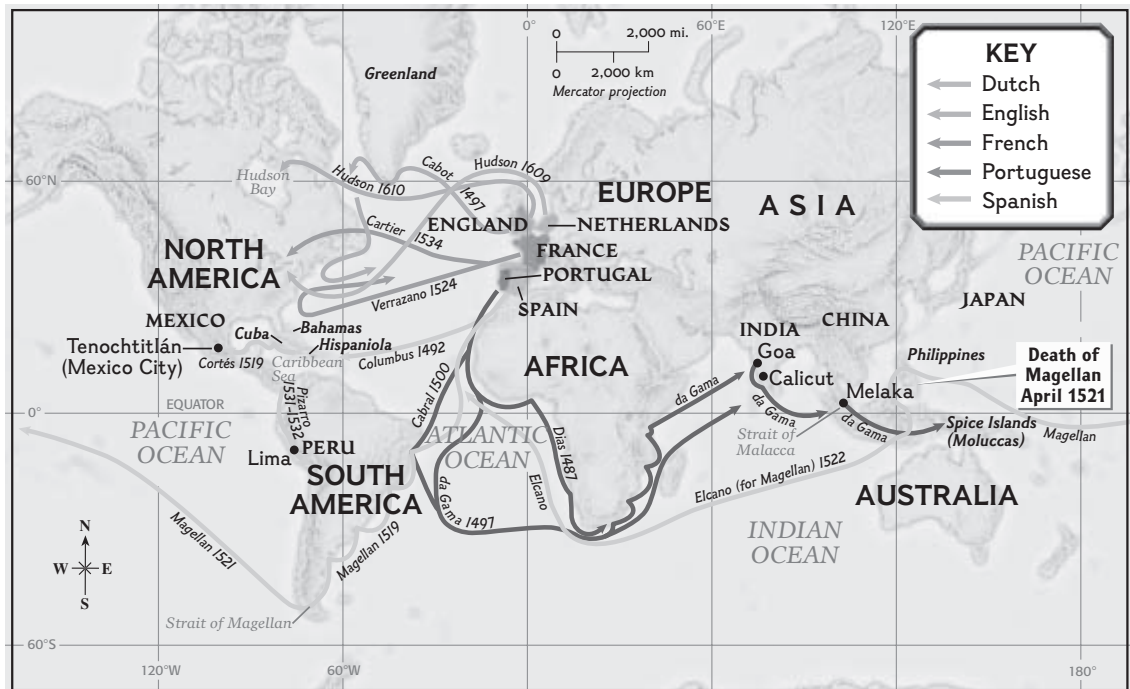 0°
60°E
120°E
0
2,000 mi.
0
2,000 km
Mercator projection
KEY
Dutch
English
French
Portuguese
Spanish
Greenland
60°N
Hudson
Bay
Hudson 1610
Cabot 1497
Hudson 1609
EUROPE
ASIA
ENGLAND
NETHERLANDS
Cartier 1534
FRANCE
NORTH
AMERICA
PORTUGAL
Verrazano 1524
SPAIN
PACIFIC
OCEAN
JAPAN
MEXICO
Cuba
Bahamas
Hispaniola
Tenochtitlán
(Mexico City)
Cortés 1519
Caribbean
Sea
Columbus 1492
AFRICA
INDIA
CHINA
Goa
Calicut
Philippines
Death of
Magellan
April 1521
Melaka
da Gama
da Gama
da Gama
Strait of
Malacca
Spice Islands
(Moluccas)
Magellan
0°
EQUATOR
Pizarro
1531–1532
Cabral 1500
PACIFIC
OCEAN
ATLANTIC
OCEAN
Lima
PERU
SOUTH
AMERICA
Dias 1487
da Gama 1497
Elcano
Elcano (for Magellan) 1522
AUSTRALIA
INDIAN
OCEAN
Magellan 1521
Magellan 1519
N
W
E
S
Strait of Magellan
60°S
120°W
60°W
180°